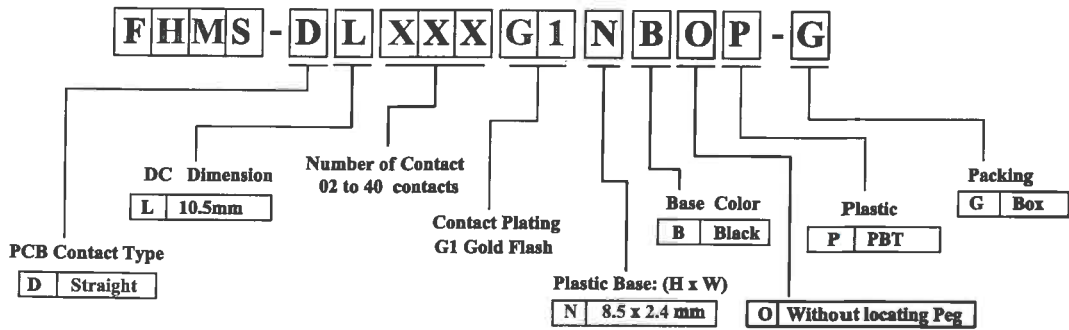 FHMS-DLXXXG1NBOP-G
DC Dimension
L 10.5mm
Number of Contact
02 to 40 contacts
Packing
G Box
Base Color
B Black
Plastic
P PBT
Contact Plating
G1 Gold Flash
PCB Contact Type
D Straight
Plastic Base: (H x W)
N 8.5 x 2.4 mm
O Without locating Peg